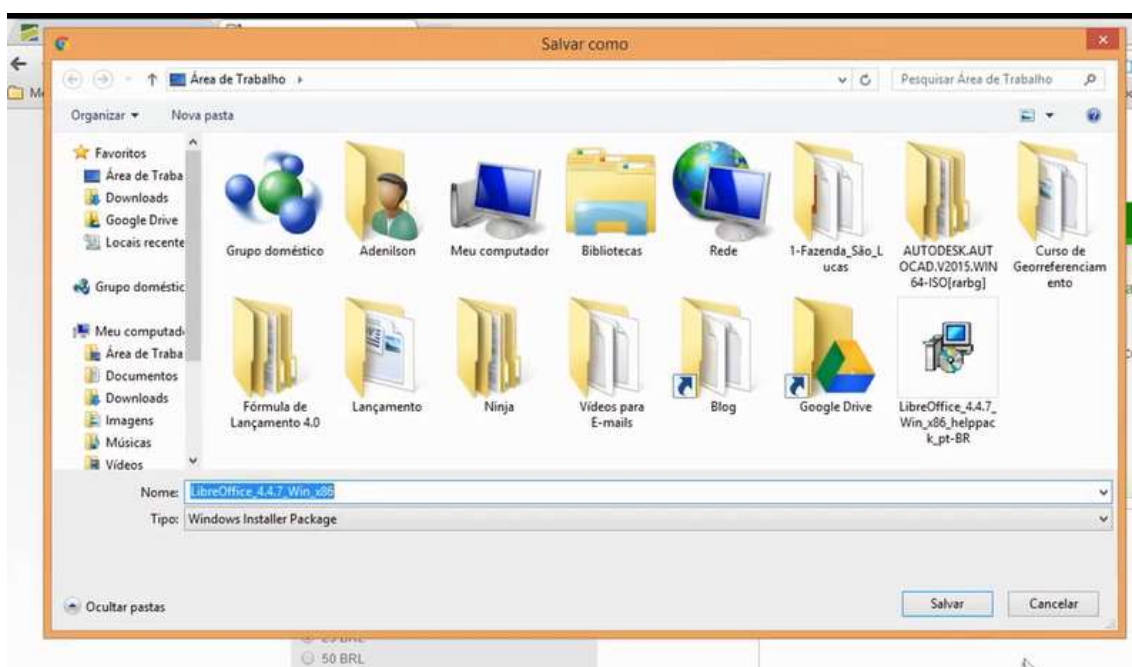 Salvar como
Área de Trabalho
Pesquisar Área de Trabalho
Organizar
Nova pasta
Favoritos
Área de Traba
Downloads
Google Drive
Locais recente
Grupo doméstic
Meu computad
Área de Traba
Documentos
Downloads
Imagens
Músicas
Vídeos
Grupo doméstico
Adenilson
Meu computador
Bibliotecas
Rede
1-Fazenda_São_L
ucas
AUTODESK.AUT
OCAD.V2015.WIN
64-ISO[rarbg]
Curso de
Georreferenciam
ento
Fórmula de
Lançamento 4.0
Lançamento
Ninja
Vídeos para
E-mails
Blog
Google Drive
LibreOffice_4.4.7_
Win_x86_helppac
k_pt-BR
Nome: LibreOffice_4.4.7_Win_x86
Tipo: Windows Installer Package
Ocultar pastas
Salvar
Cancelar
50 BRL